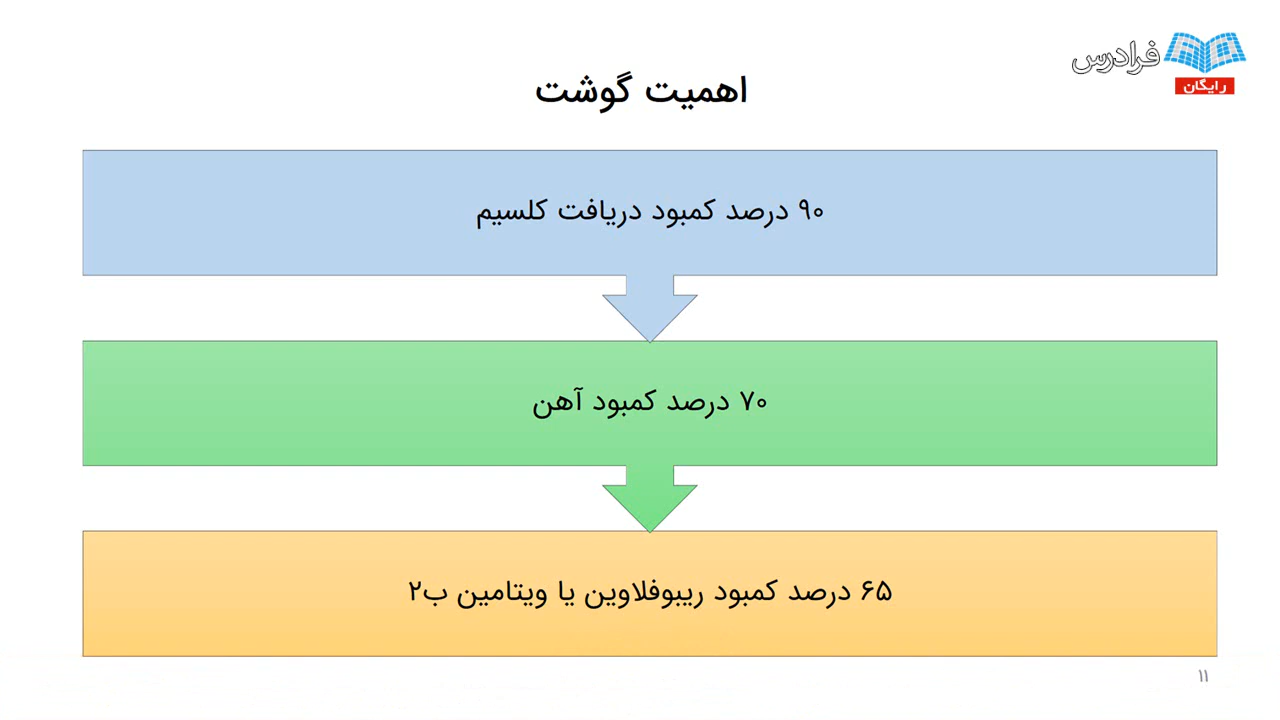 فرادرس
رایگان
اهمیت گوشت
۹۰ درصد کمبود دریافت کلسیم
۷۰ درصد کمبود آهن
۶۵ درصد کمبود ریبوفلاوین یا ویتامین ب۲
۱۱